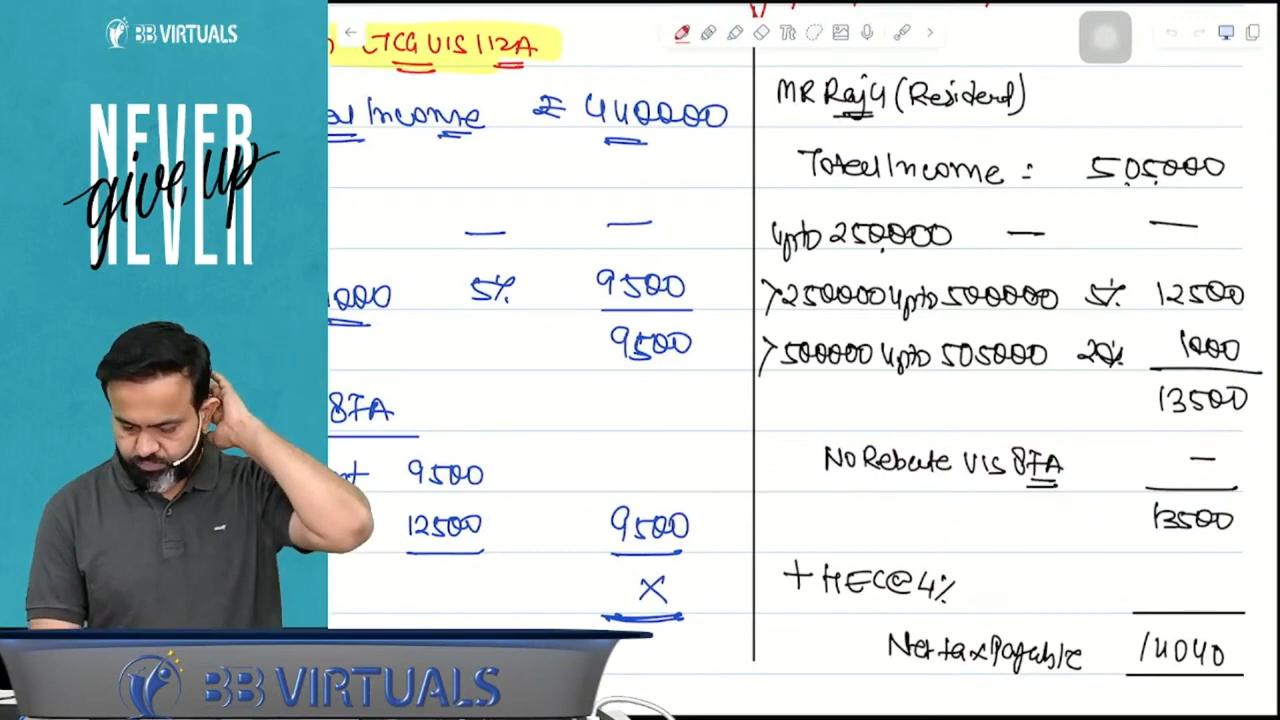 BB VIRTUALS
NEVER
give up
NEVER
LTCG U/S 112A
Income ₹ 440000
— —
000 5% 9500
9500
87A
9500
12500 9500
X
MR Raju (Resident)
Total Income : 505000
upto 250000 — —
>250000 upto 500000 5% 12500
>500000 upto 505000 20% 1000
13500
No Rebate U/S 87A —
13500
+ HEC@4%
Net tax Payable 14040
BB VIRTUALS